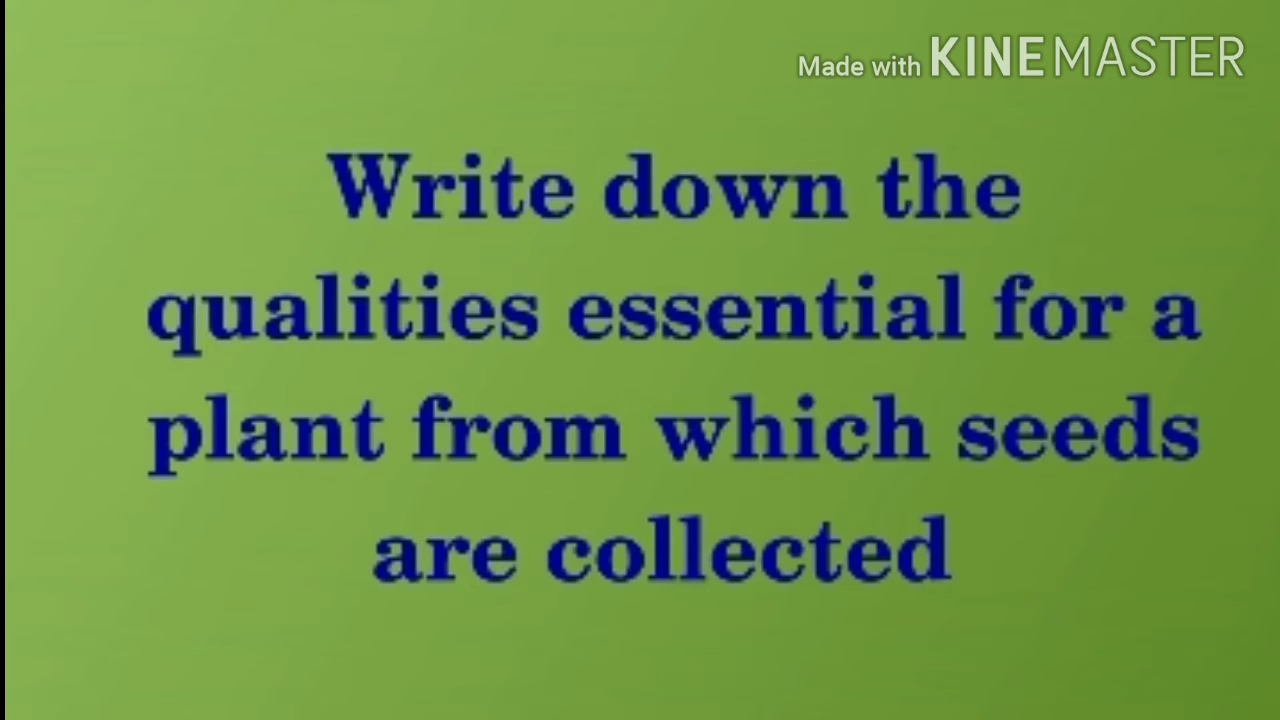 Made with KINEMASTER
Write down the
qualities essential for a
plant from which seeds
are collected